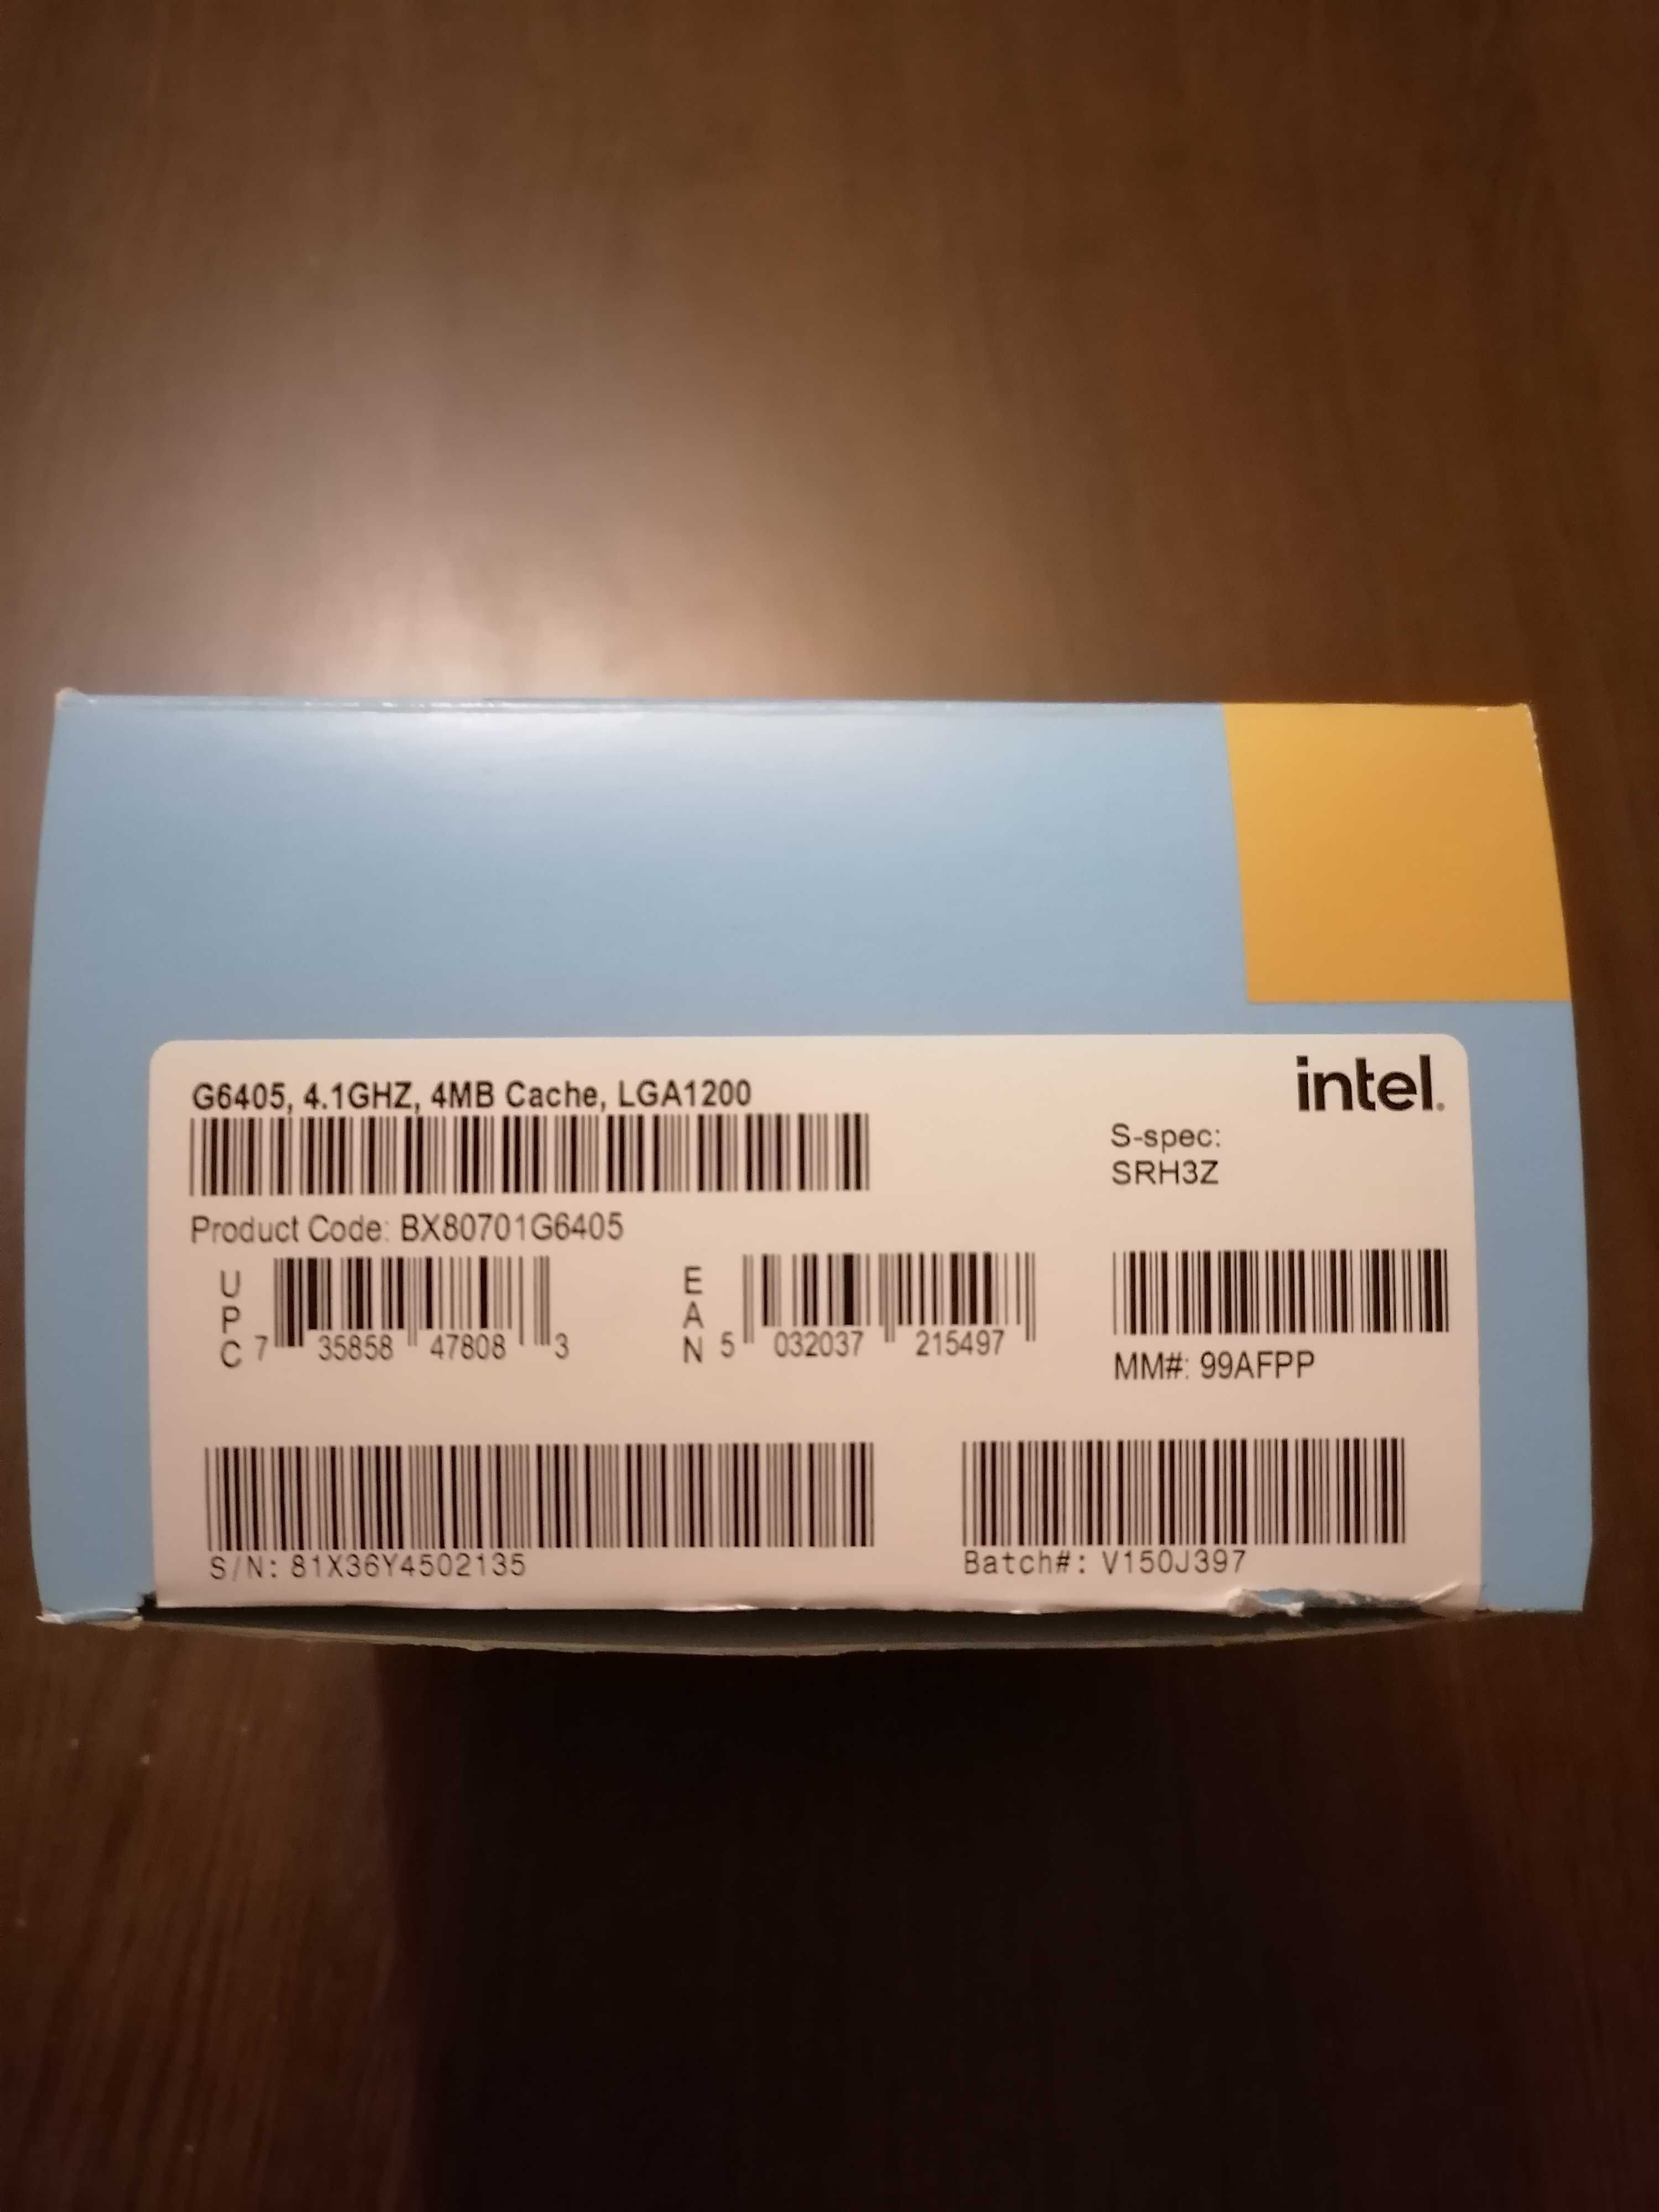 intel.
G6405, 4.1GHZ, 4MB Cache, LGA1200
S-spec:
SRH3Z
Product Code: BX80701G6405
UPC
7 35858 47808 3
EAN
5 032037 215497
MM#: 99AFPP
S/N: 81X36Y4502135
Batch#: V150J397